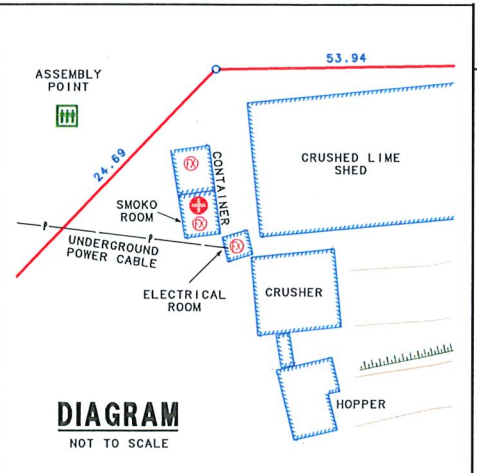 53.94
ASSEMBLY
POINT
24.69
CONTAINER
FX
CRUSHED LIME
SHED
SMOKO
ROOM
FX
P
P
UNDERGROUND
POWER CABLE
FX
ELECTRICAL
ROOM
CRUSHER
HOPPER
DIAGRAM
NOT TO SCALE